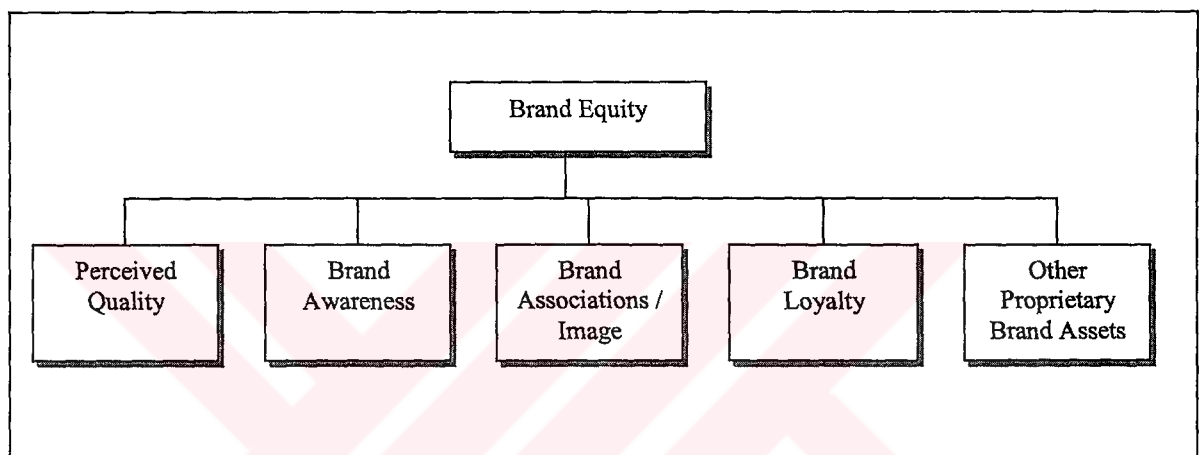 Brand Equity
Perceived
Quality
Brand
Awareness
Brand
Associations /
Image
Brand
Loyalty
Other
Proprietary
Brand Assets